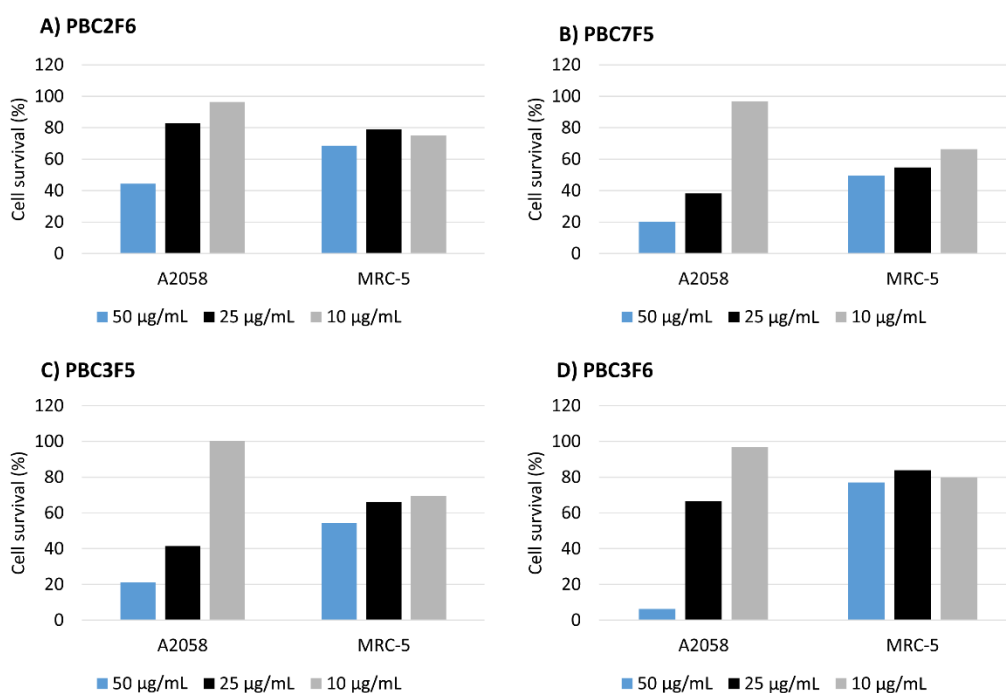 A) PBC2F6
120
100
80
60
40
20
0
Cell survival (%)
A2058 MRC-5
50 µg/mL 25 µg/mL 10 µg/mL
B) PBC7F5
120
100
80
60
40
20
0
Cell survival (%)
A2058 MRC-5
50 µg/mL 25 µg/mL 10 µg/mL
C) PBC3F5
120
100
80
60
40
20
0
Cell survival (%)
A2058 MRC-5
50 µg/mL 25 µg/mL 10 µg/mL
D) PBC3F6
120
100
80
60
40
20
0
Cell survival (%)
A2058 MRC-5
50 µg/mL 25 µg/mL 10 µg/mL